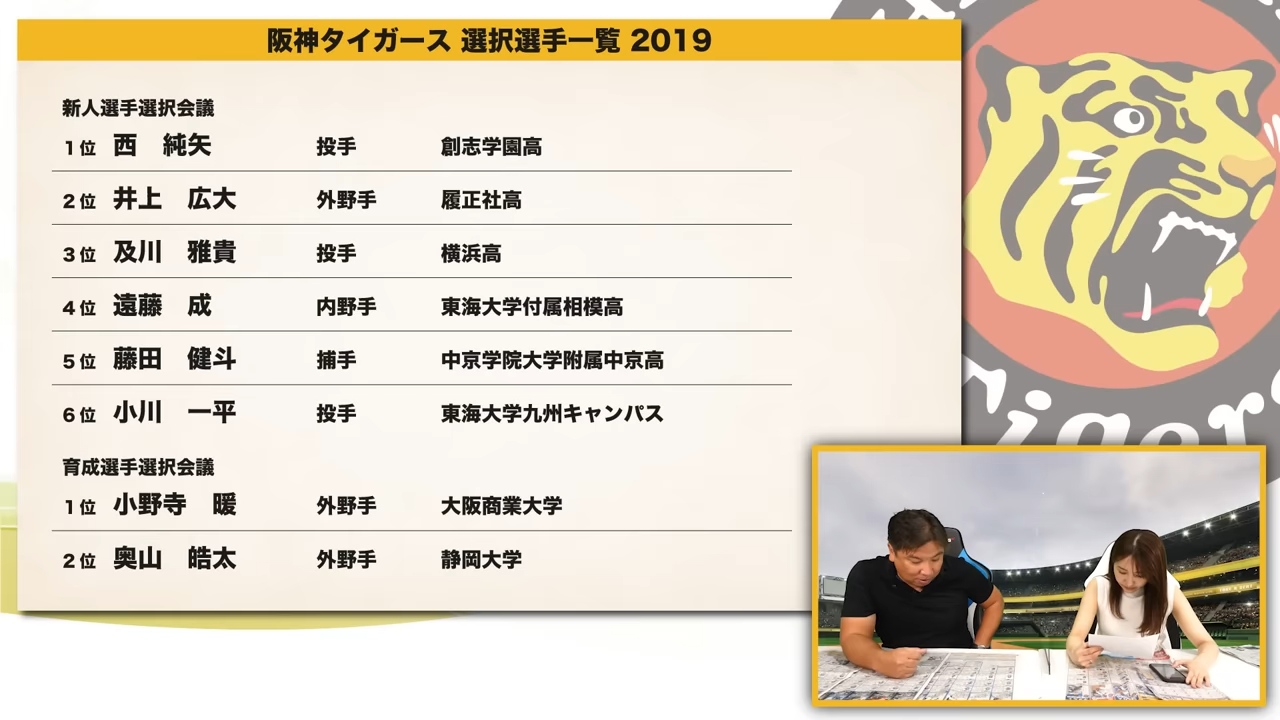 阪神タイガース 選択選手一覧 2019
新人選手選択会議
1位 西 純矢 投手 創志学園高
2位 井上 広大 外野手 履正社高
3位 及川 雅貴 投手 横浜高
4位 遠藤 成 内野手 東海大学付属相模高
5位 藤田 健斗 捕手 中京学院大学附属中京高
6位 小川 一平 投手 東海大学九州キャンパス
育成選手選択会議
1位 小野寺 暖 外野手 大阪商業大学
2位 奥山 皓太 外野手 静岡大学
Tigers